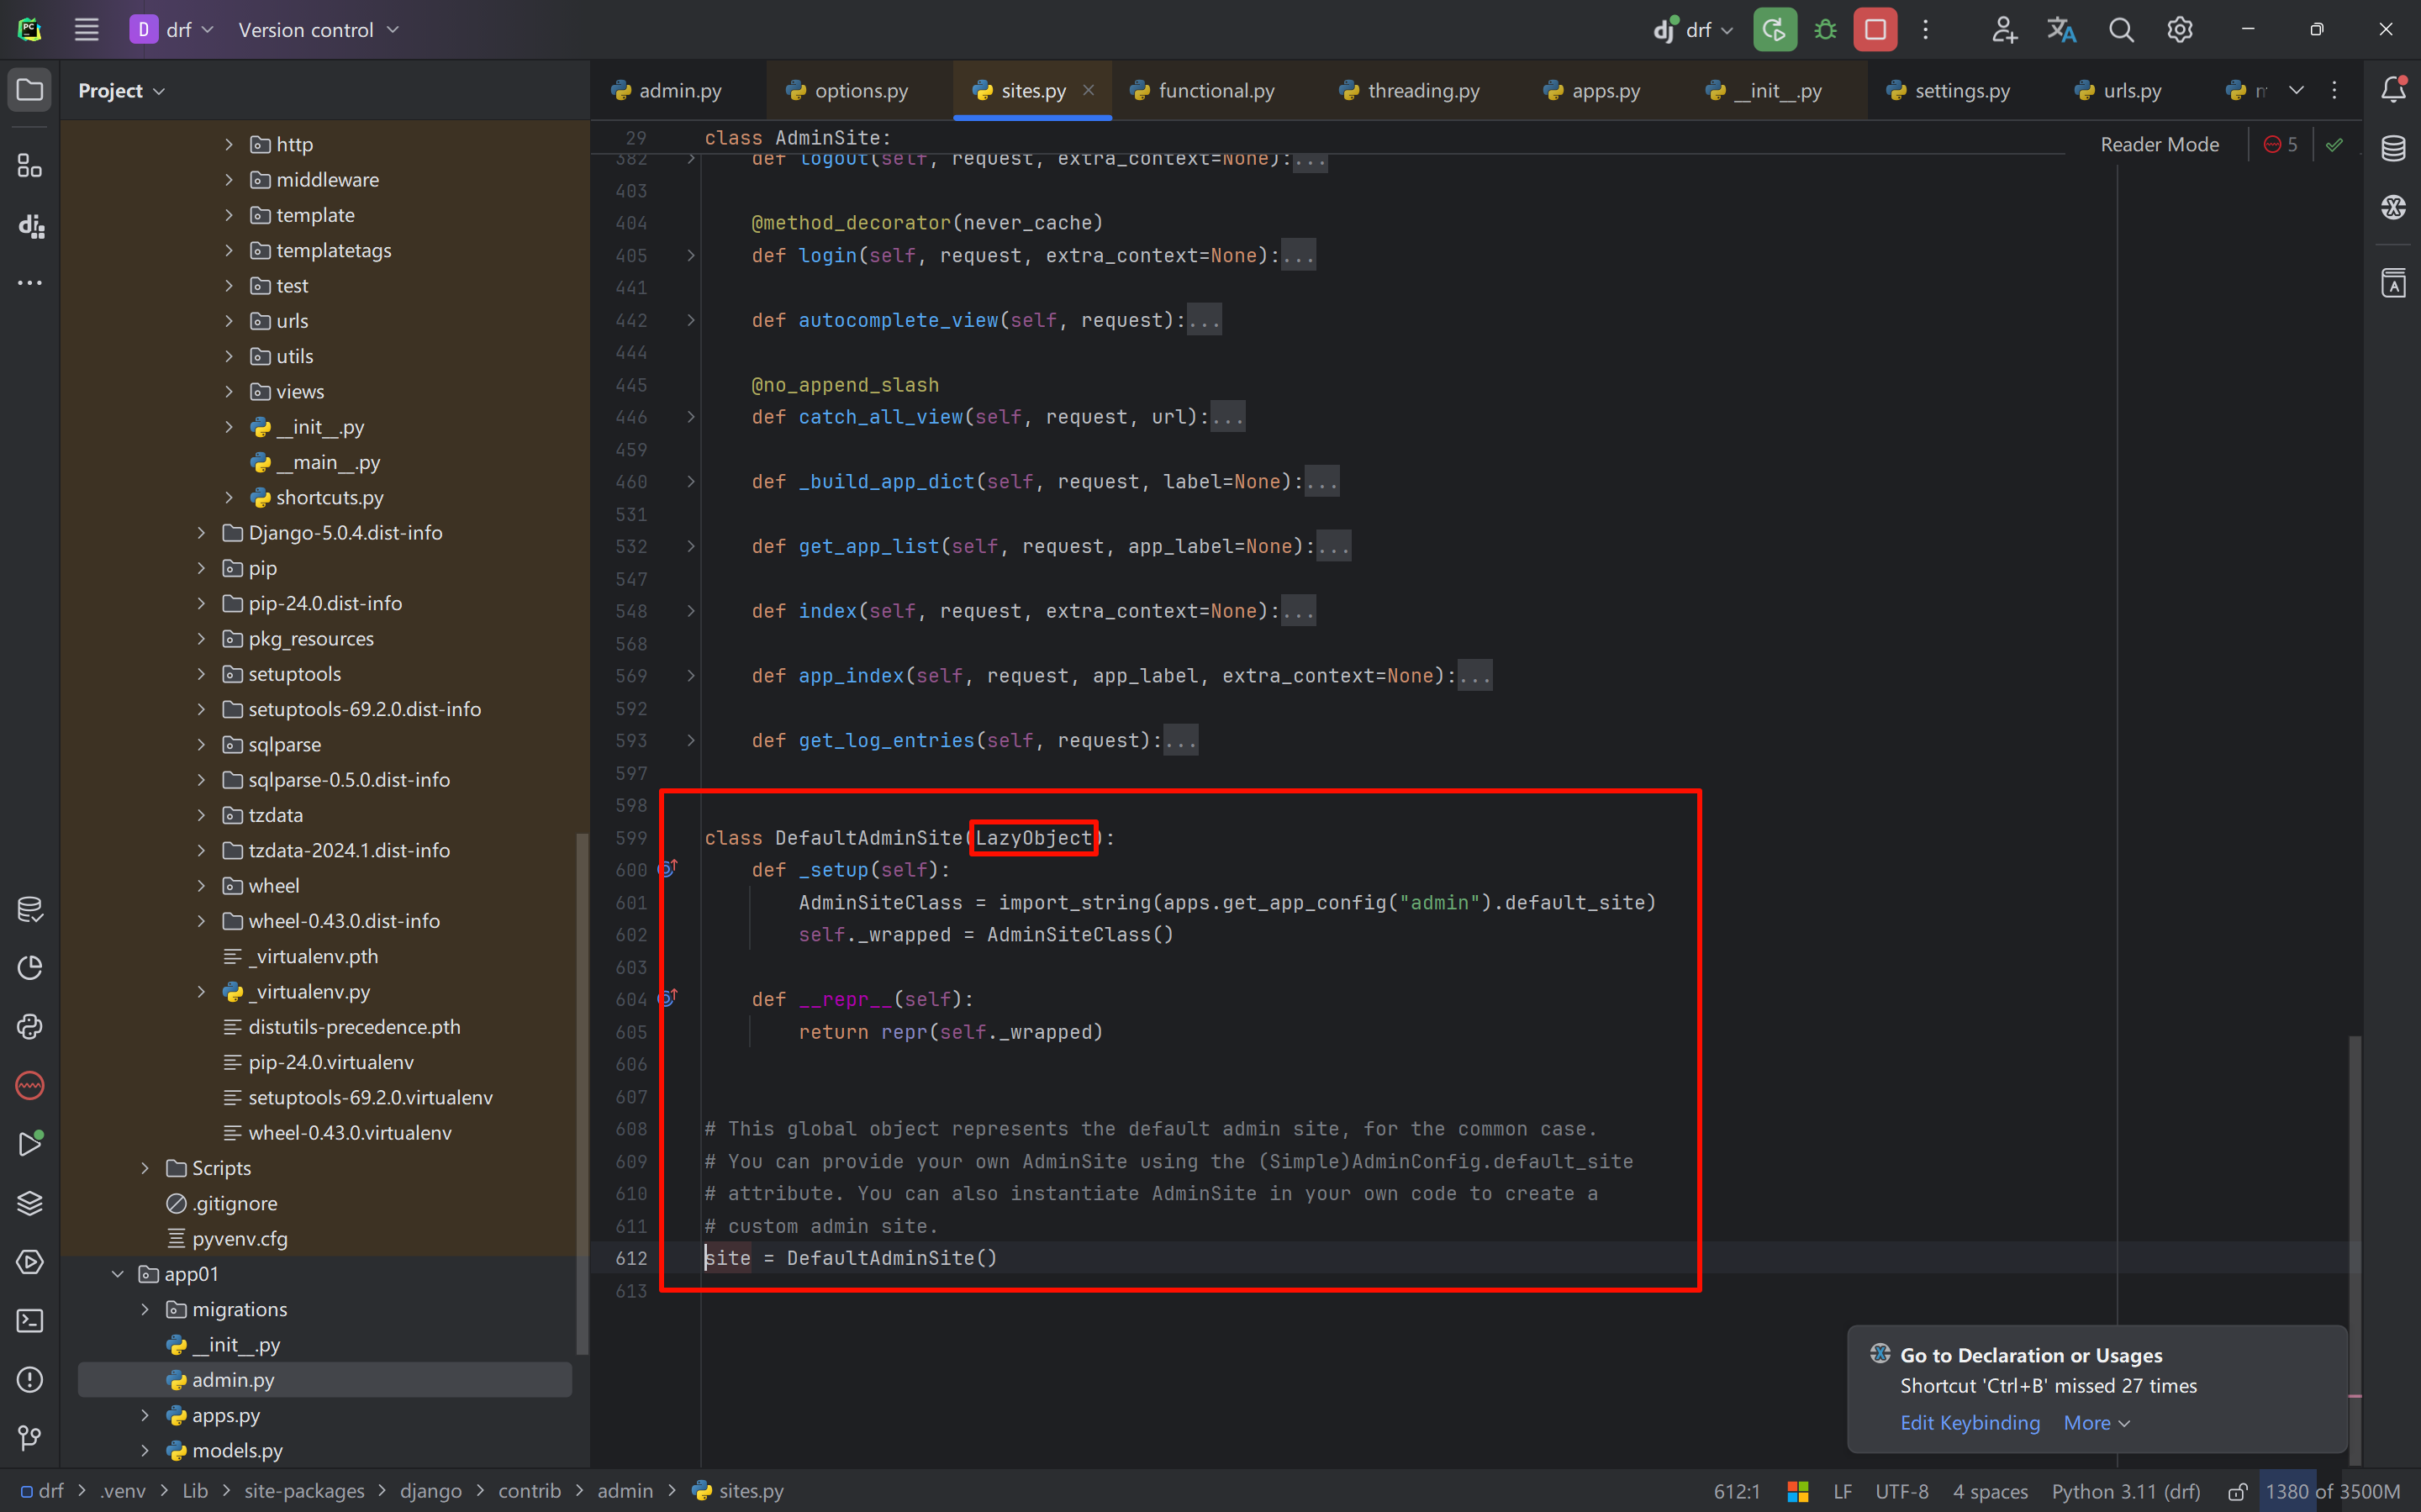 D drf Version control dj drf
Project
admin.py options.py sites.py functional.py threading.py apps.py __init__.py settings.py urls.py
http
middleware
template
templatetags
test
urls
utils
views
__init__.py
__main__.py
shortcuts.py
Django-5.0.4.dist-info
pip
pip-24.0.dist-info
pkg_resources
setuptools
setuptools-69.2.0.dist-info
sqlparse
sqlparse-0.5.0.dist-info
tzdata
tzdata-2024.1.dist-info
wheel
wheel-0.43.0.dist-info
_virtualenv.pth
_virtualenv.py
distutils-precedence.pth
pip-24.0.virtualenv
setuptools-69.2.0.virtualenv
wheel-0.43.0.virtualenv
Scripts
.gitignore
pyvenv.cfg
app01
migrations
__init__.py
admin.py
apps.py
models.py
29 class AdminSite:
Reader Mode 5
382 def logout(self, request, extra_context=None):...
403
404 @method_decorator(never_cache)
405 def login(self, request, extra_context=None):...
441
442 def autocomplete_view(self, request):...
444
445 @no_append_slash
446 def catch_all_view(self, request, url):...
459
460 def _build_app_dict(self, request, label=None):...
531
532 def get_app_list(self, request, app_label=None):...
547
548 def index(self, request, extra_context=None):...
568
569 def app_index(self, request, app_label, extra_context=None):...
592
593 def get_log_entries(self, request):...
597
598
599 class DefaultAdminSite(LazyObject):
600 def _setup(self):
601 AdminSiteClass = import_string(apps.get_app_config("admin").default_site)
602 self._wrapped = AdminSiteClass()
603
604 def __repr__(self):
605 return repr(self._wrapped)
606
607
608 # This global object represents the default admin site, for the common case.
609 # You can provide your own AdminSite using the (Simple)AdminConfig.default_site
610 # attribute. You can also instantiate AdminSite in your own code to create a
611 # custom admin site.
612 site = DefaultAdminSite()
613
Go to Declaration or Usages
Shortcut 'Ctrl+B' missed 27 times
Edit Keybinding More
drf > .venv > Lib > site-packages > django > contrib > admin > sites.py 612:1 LF UTF-8 4 spaces Python 3.11 (drf) 1380 of 3500M